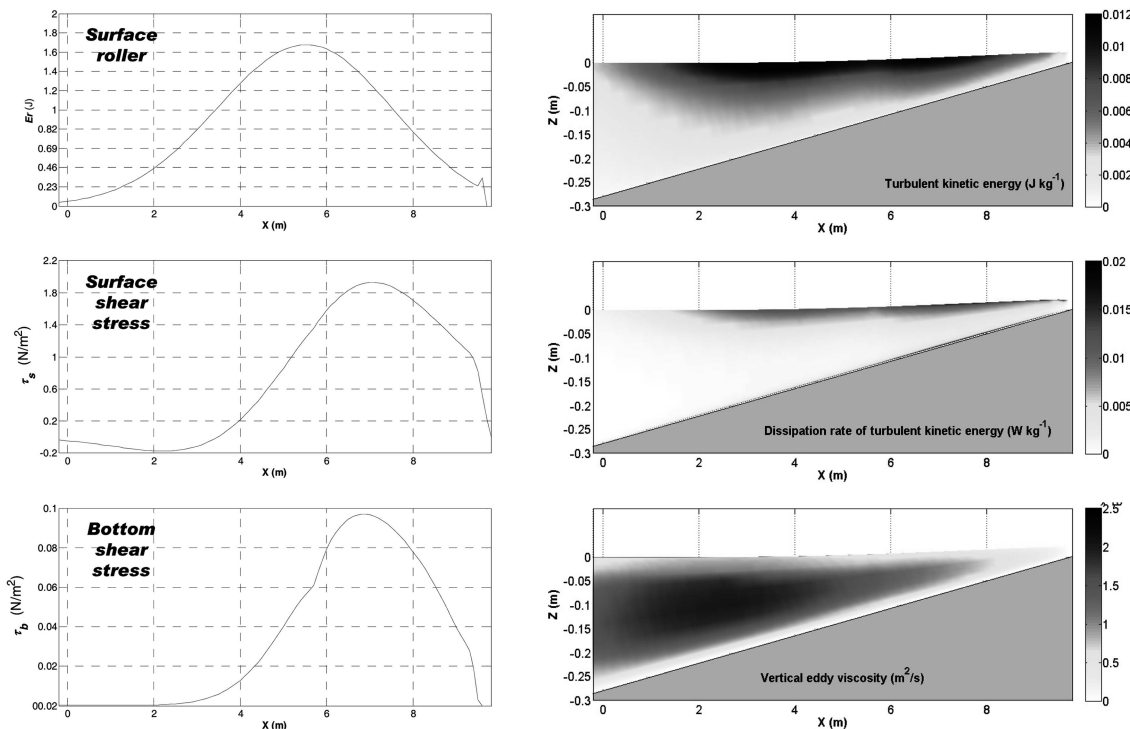 Surface
roller
Er (J)
2
1.8
1.6
1.4
1.2
1
0.82
0.69
0.46
0.23
0
0 2 4 6 8
X (m)
0
-0.05
-0.1
-0.15
-0.2
-0.25
-0.3
Z (m)
0 2 4 6 8
X (m)
Turbulent kinetic energy (J kg-1)
0.012
0.01
0.008
0.006
0.004
0.002
0
Surface
shear
stress
τs (N/m2)
2.2
1.8
1.4
1
0.6
0.2
-0.2
0 2 4 6 8
X (m)
0
-0.05
-0.1
-0.15
-0.2
-0.25
-0.3
Z (m)
0 2 4 6 8
X (m)
Dissipation rate of turbulent kinetic energy (W kg-1)
0.02
0.015
0.01
0.005
0
Bottom
shear
stress
τb (N/m2)
0.1
0.08
0.06
0.04
0.02
00.02
0 2 4 6 8
X (m)
0
-0.05
-0.1
-0.15
-0.2
-0.25
-0.3
Z (m)
0 2 4 6 8
X (m)
Vertical eddy viscosity (m2/s)
2.5
2
1.5
1
0.5
0